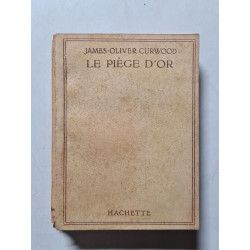 JAMES-OLIVER CURWOOD
LE PIÈGE D'OR
HACHETTE